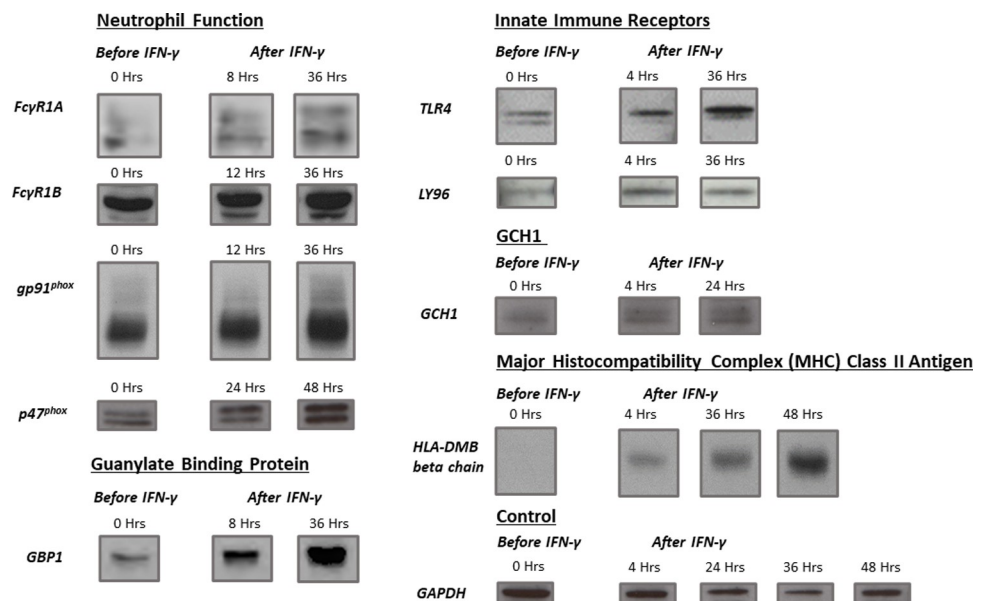 Neutrophil Function
Before IFN-γ After IFN-γ
0 Hrs 8 Hrs 36 Hrs
FcγR1A
0 Hrs 12 Hrs 36 Hrs
FcγR1B
0 Hrs 12 Hrs 36 Hrs
gp91phox
0 Hrs 24 Hrs 48 Hrs
p47phox
Guanylate Binding Protein
Before IFN-γ After IFN-γ
0 Hrs 8 Hrs 36 Hrs
GBP1
Innate Immune Receptors
Before IFN-γ After IFN-γ
0 Hrs 4 Hrs 36 Hrs
TLR4
0 Hrs 4 Hrs 36 Hrs
LY96
GCH1
Before IFN-γ After IFN-γ
0 Hrs 4 Hrs 24 Hrs
GCH1
Major Histocompatibility Complex (MHC) Class II Antigen
Before IFN-γ After IFN-γ
0 Hrs 4 Hrs 36 Hrs 48 Hrs
HLA-DMB
beta chain
Control
Before IFN-γ After IFN-γ
0 Hrs 4 Hrs 24 Hrs 36 Hrs 48 Hrs
GAPDH